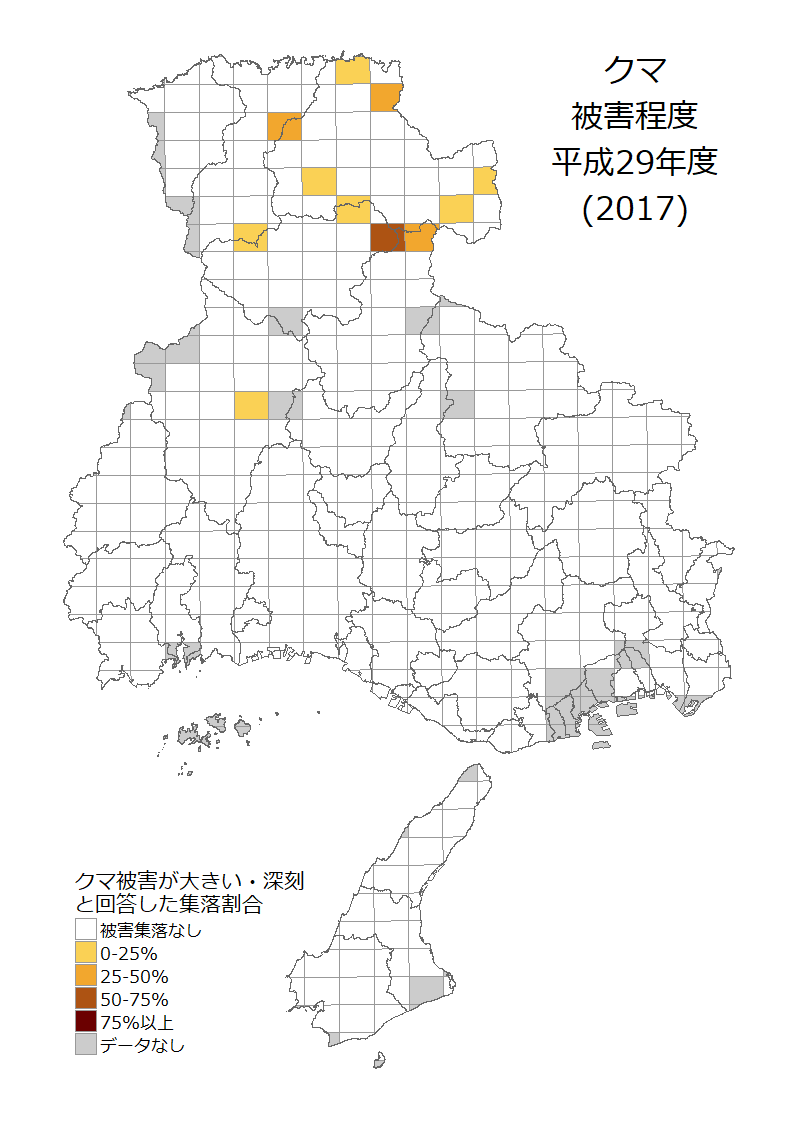 クマ
被害程度
平成29年度
(2017)
クマ被害が大きい・深刻
と回答した集落割合
被害集落なし
0-25%
25-50%
50-75%
75%以上
データなし